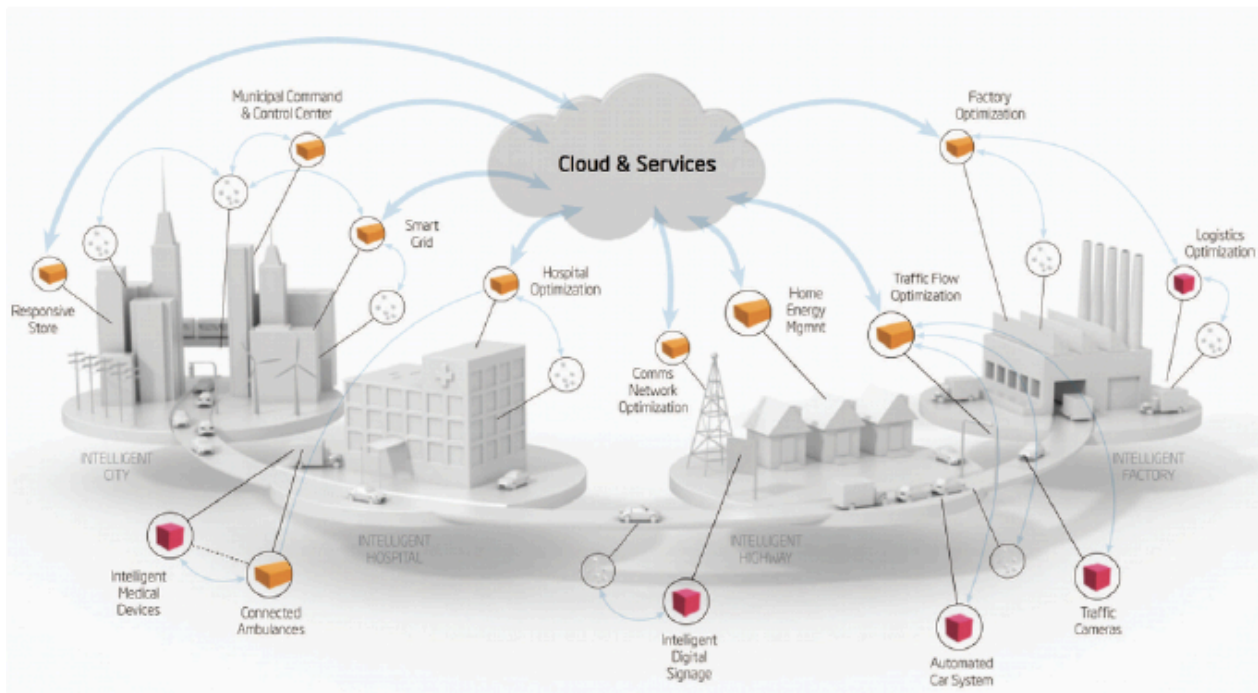 Municipal Command
& Control Center
Factory
Optimization
Cloud & Services
Smart
Grid
Logistics
Optimization
Hospital
Optimization
Traffic Flow
Optimization
Responsive
Store
Home
Energy
Mgmnt
Comms
Network
Optimization
INTELLIGENT
CITY
INTELLIGENT
FACTORY
INTELLIGENT
HOSPITAL
INTELLIGENT
HIGHWAY
Intelligent
Medical
Devices
Connected
Ambulances
Intelligent
Digital
Signage
Traffic
Cameras
Automated
Car System